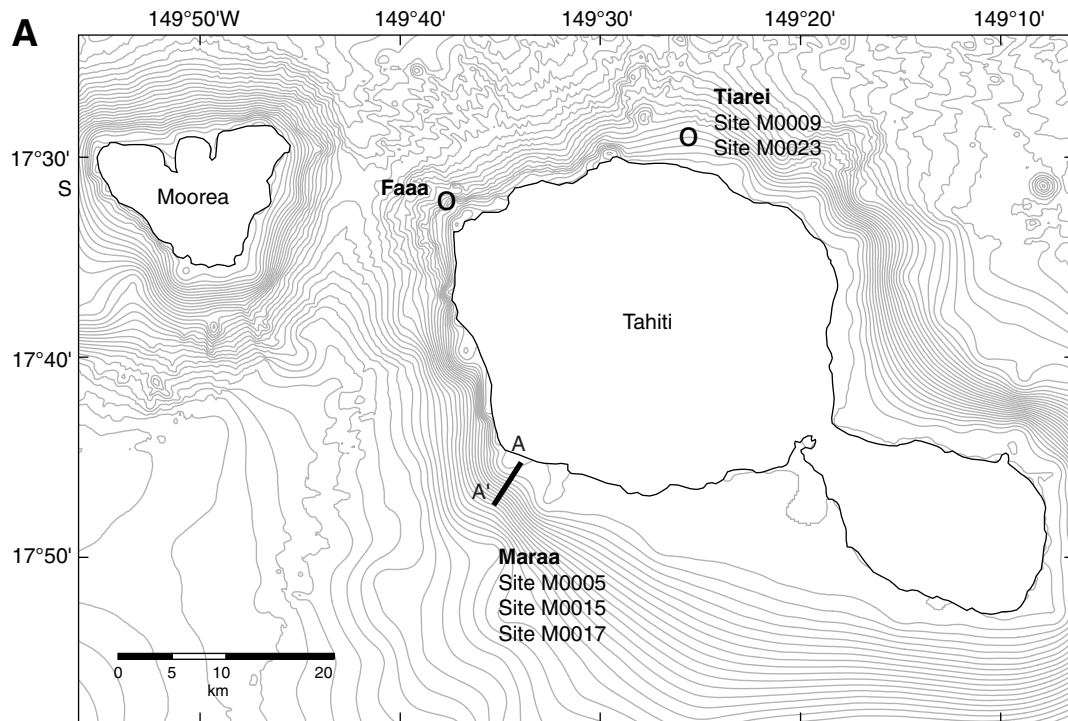 A
149°50'W
149°40'
149°30'
149°20'
149°10'
17°30'
S
17°40'
17°50'
Moorea
Faaa
Tiarei
Site M0009
Site M0023
Tahiti
A
A'
Maraa
Site M0005
Site M0015
Site M0017
0 5 10 20
km